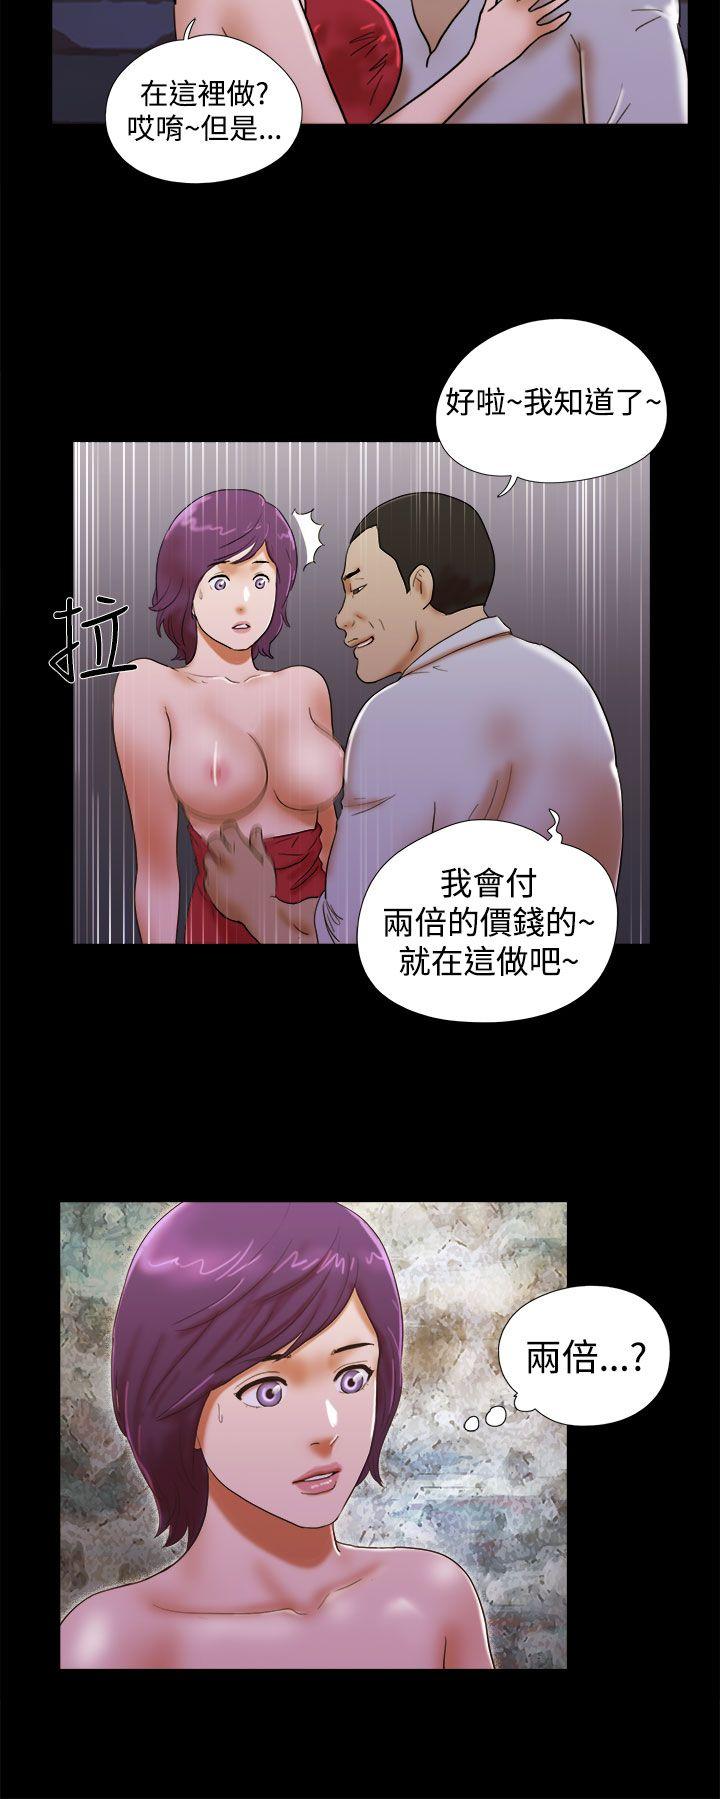 在這裡做?
哎唷~但是...
好啦~我知道了~
拉
我會付
兩倍的價錢的~
就在這做吧~
兩倍...?